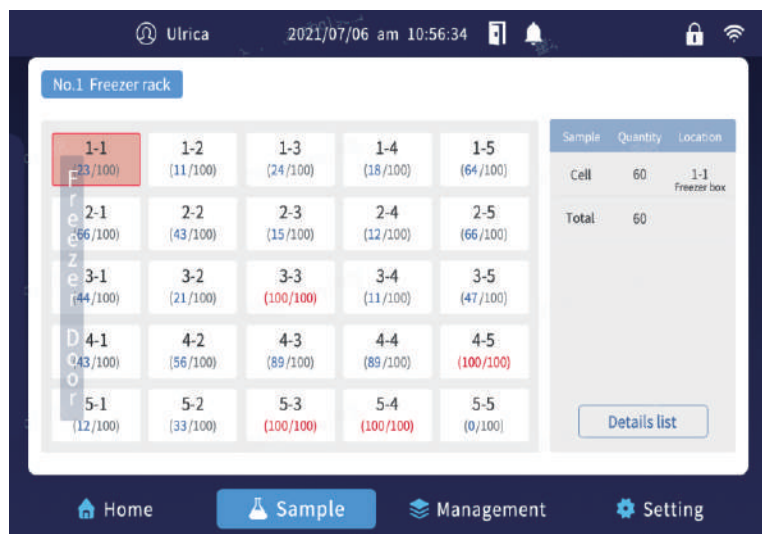 Ulrica 2021/07/06 am 10:56:34
No.1 Freezer rack
1-1 1-2 1-3 1-4 1-5
(23/100) (11/100) (24/100) (18/100) (64/100)
2-1 2-2 2-3 2-4 2-5
(66/100) (43/100) (15/100) (12/100) (66/100)
3-1 3-2 3-3 3-4 3-5
(44/100) (21/100) (100/100) (11/100) (47/100)
4-1 4-2 4-3 4-4 4-5
(43/100) (56/100) (89/100) (89/100) (100/100)
5-1 5-2 5-3 5-4 5-5
(12/100) (33/100) (100/100) (100/100) (0/100)
Freezer Door
Sample Quantity Location
Cell 60 1-1
Freezer box
Total 60
Details list
Home Sample Management Setting